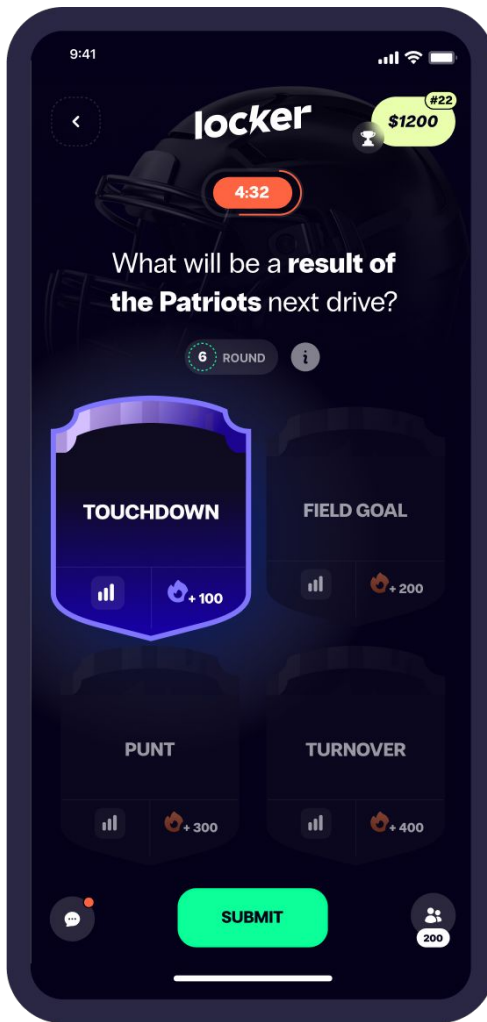 9:41
locker
#22
$1200
4:32
What will be a result of
the Patriots next drive?
6 ROUND i
TOUCHDOWN
+ 100
FIELD GOAL
+ 200
PUNT
+ 300
TURNOVER
+ 400
SUBMIT
200